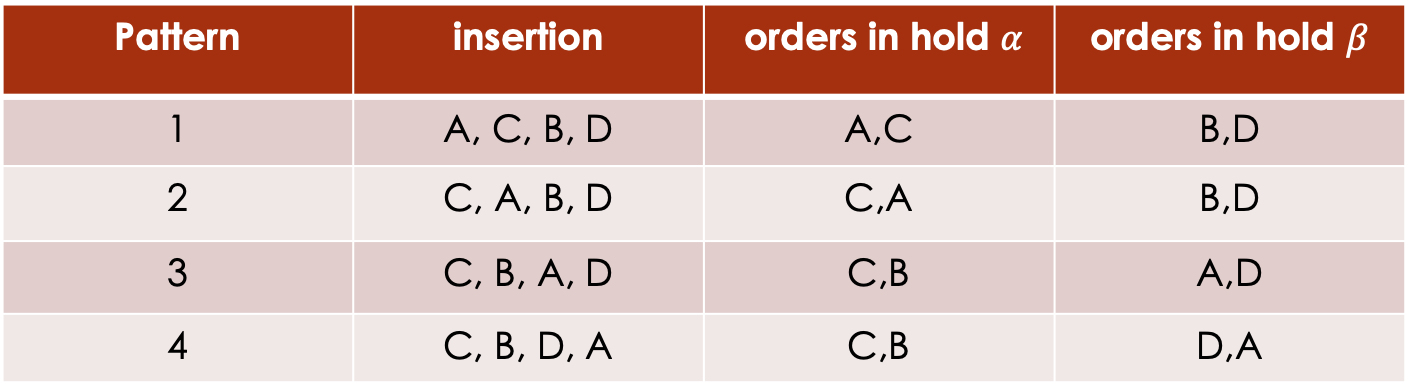 Pattern insertion orders in hold α orders in hold β
1 A, C, B, D A,C B,D
2 C, A, B, D C,A B,D
3 C, B, A, D C,B A,D
4 C, B, D, A C,B D,A